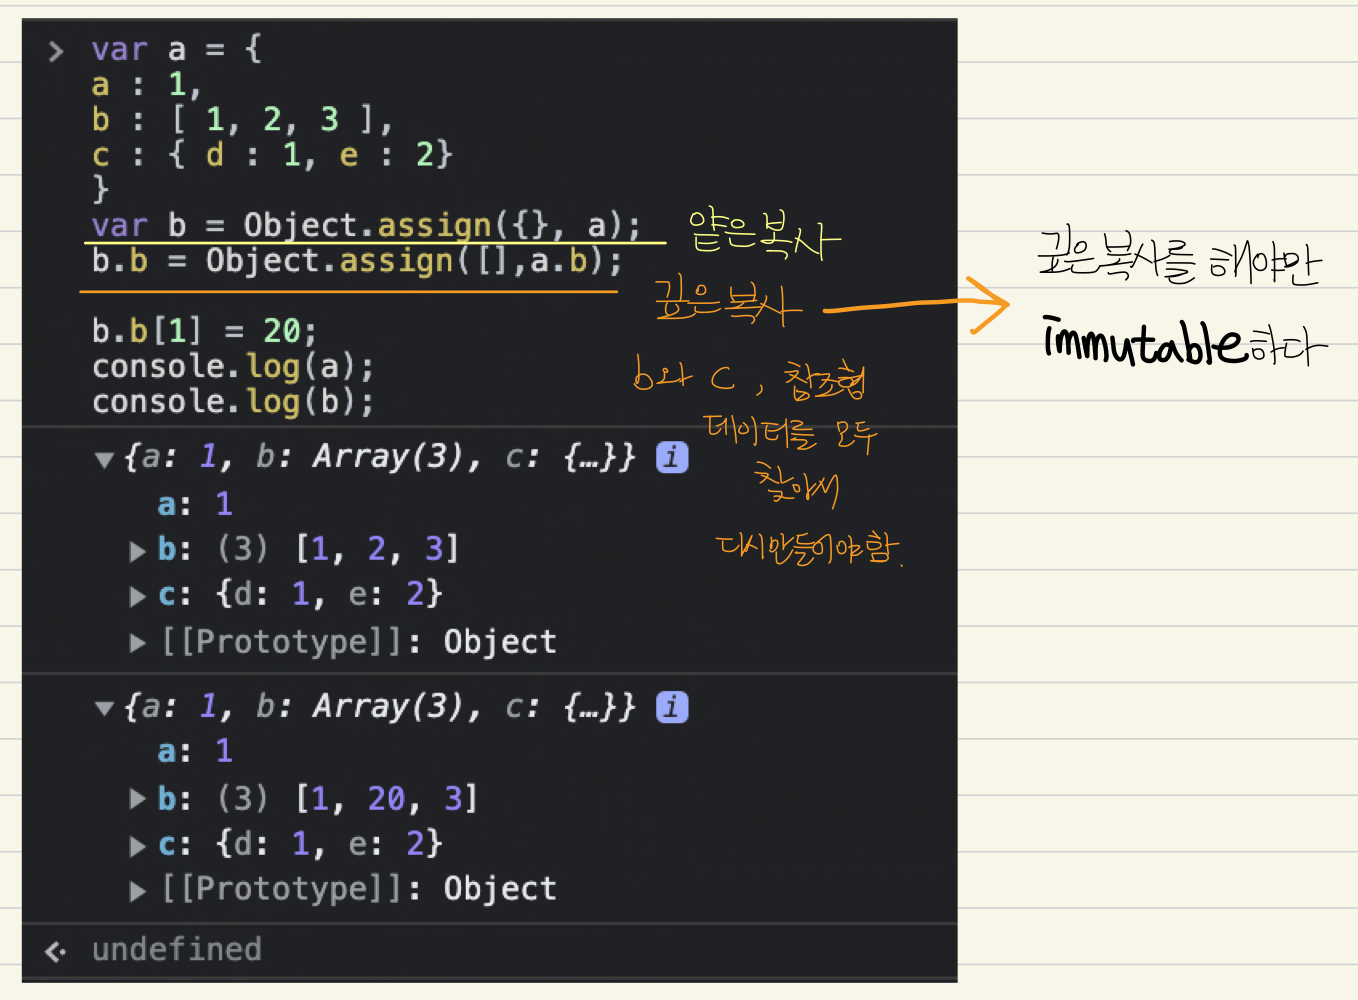 > var a = {
a : 1,
b : [ 1, 2, 3 ],
c : { d : 1, e : 2}
}
var b = Object.assign({}, a);
얕은복사
b.b = Object.assign([],a.b);
깊은복사
깊은복사를 해야만
immutable하다
b.b[1] = 20;
console.log(a);
console.log(b);
b와 c, 참조형
데이터를 모두
찾아서
다시만들어야함.
▼{a: 1, b: Array(3), c: {…}} i
a: 1
▶b: (3) [1, 2, 3]
▶c: {d: 1, e: 2}
▶[[Prototype]]: Object
▼{a: 1, b: Array(3), c: {…}} i
a: 1
▶b: (3) [1, 20, 3]
▶c: {d: 1, e: 2}
▶[[Prototype]]: Object
undefined